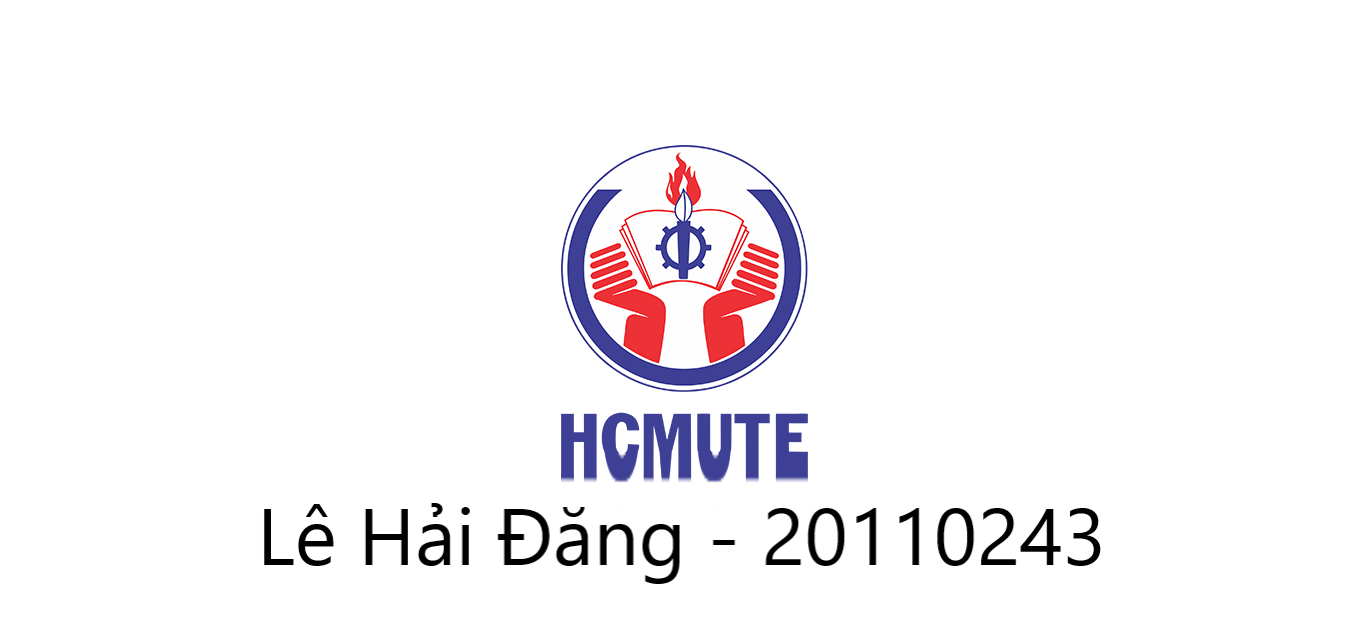 HCMUTE
Lê Hải Đăng - 20110243